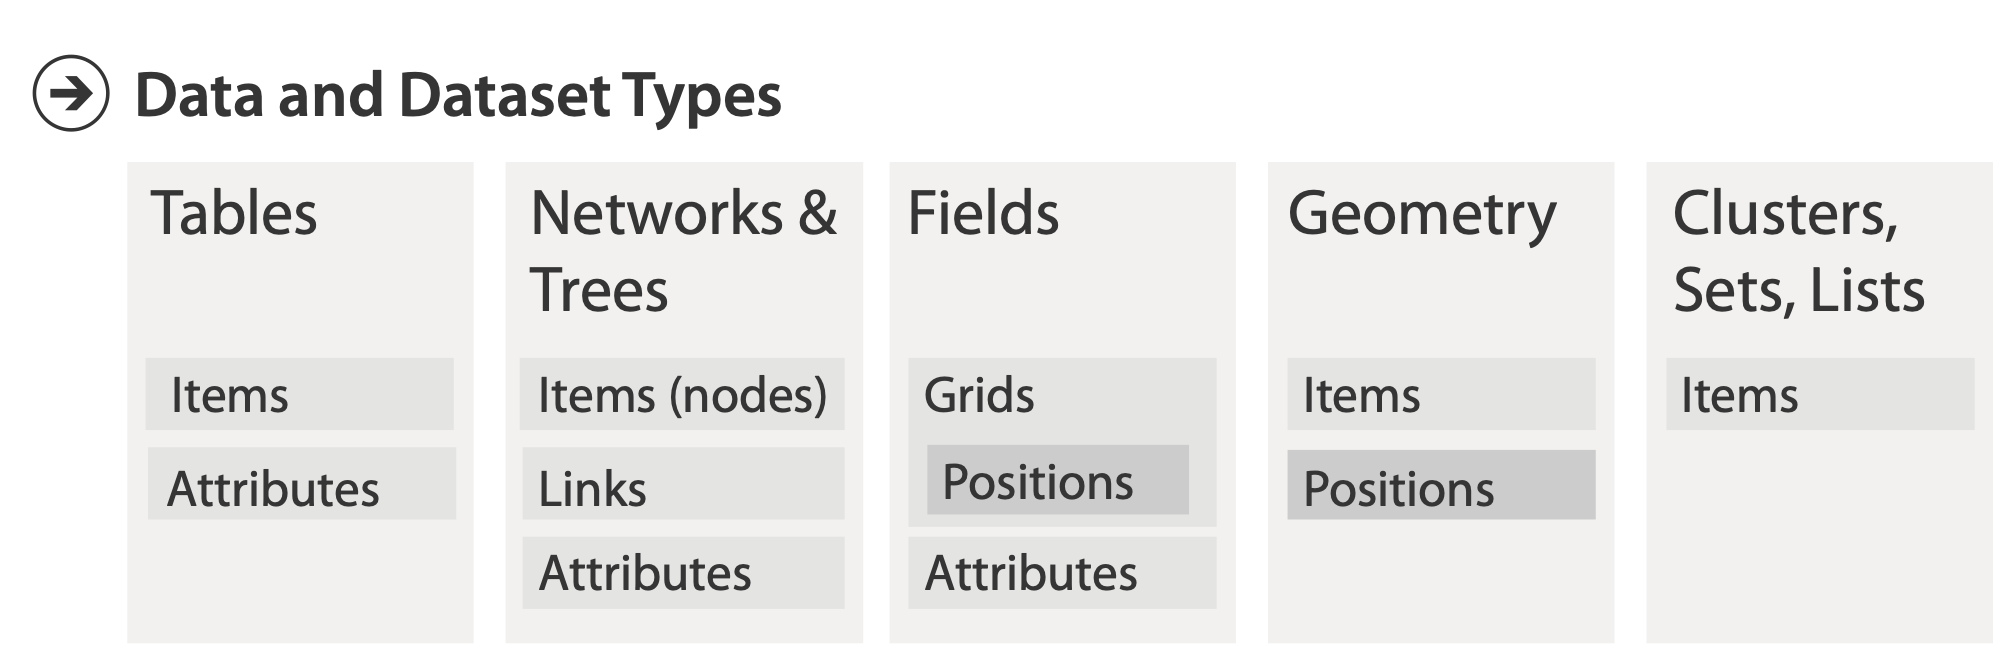 Data and Dataset Types
Tables
Items
Attributes
Networks &
Trees
Items (nodes)
Links
Attributes
Fields
Grids
Positions
Attributes
Geometry
Items
Positions
Clusters,
Sets, Lists
Items